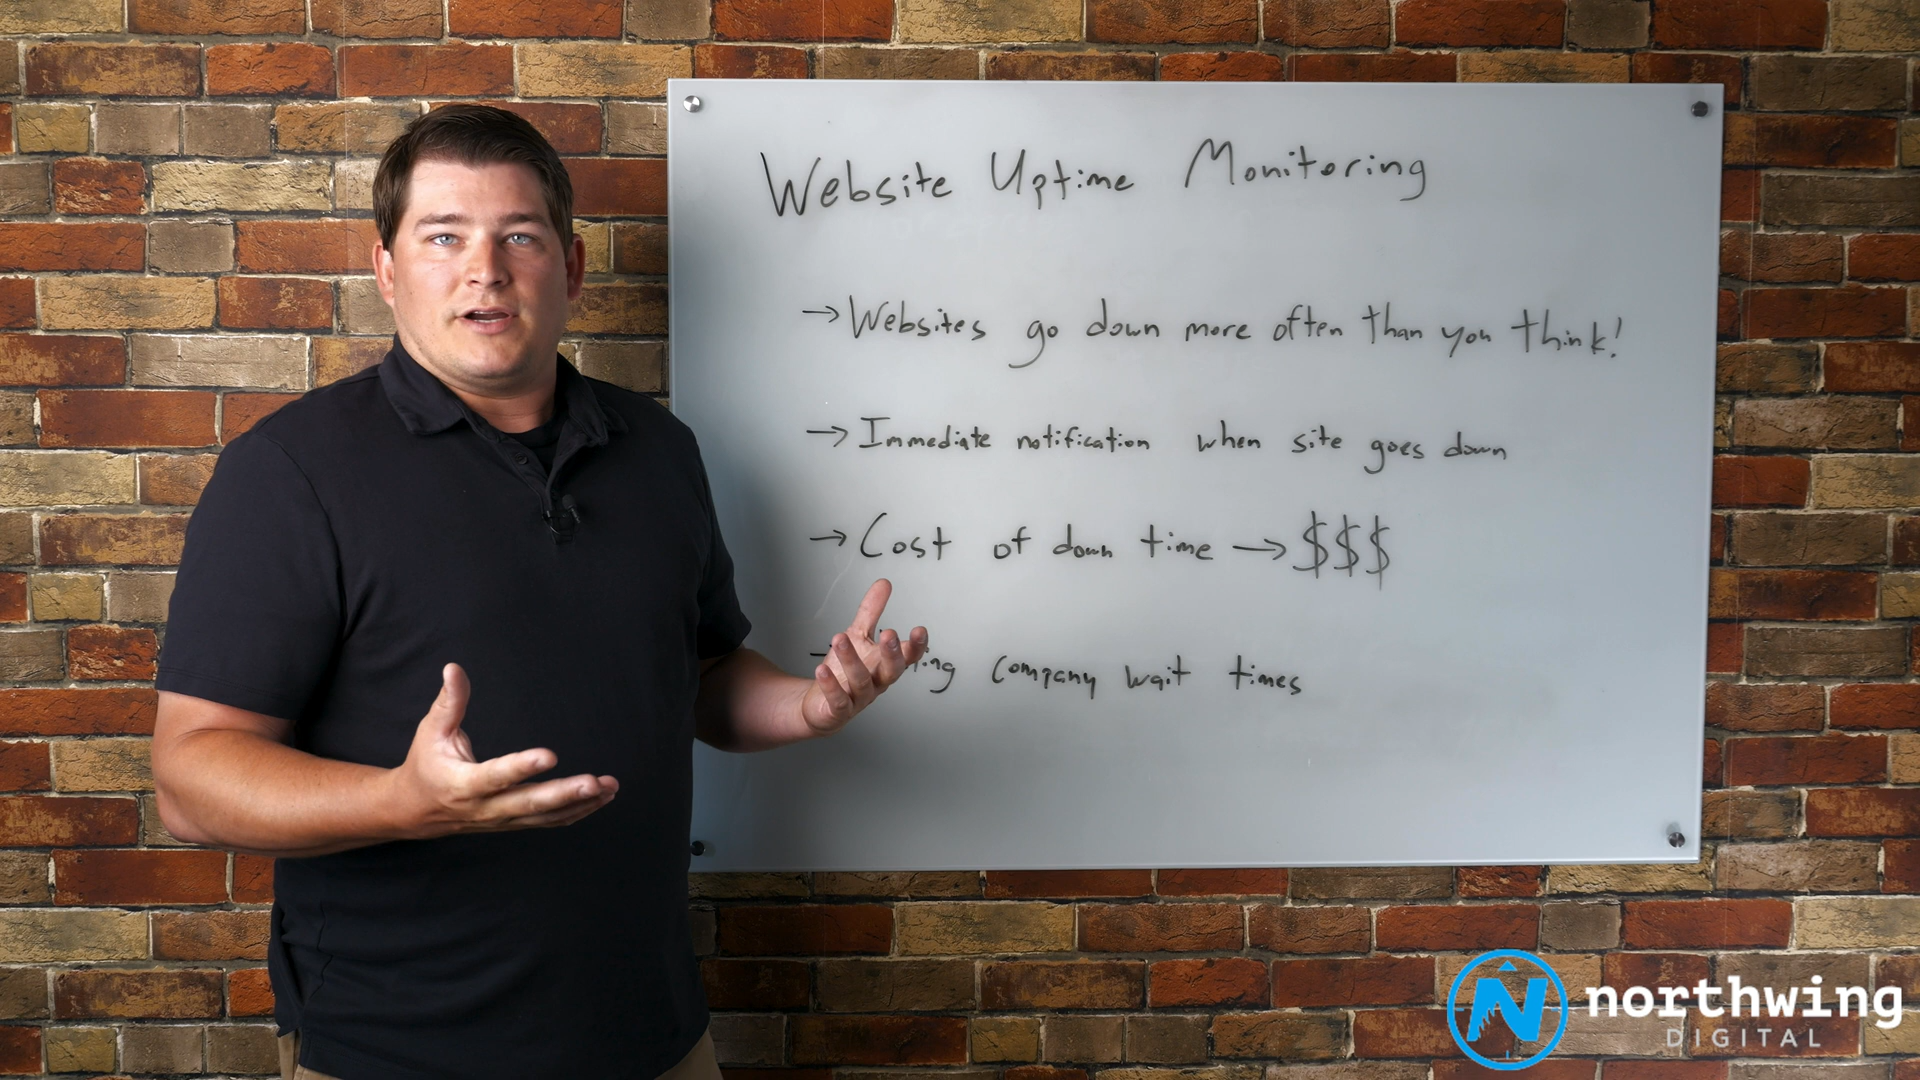 Website Uptime Monitoring
→ Websites go down more often than you think!
→ Immediate notification when site goes down
→ Cost of down time → $$$
company wait times
northwing
DIGITAL